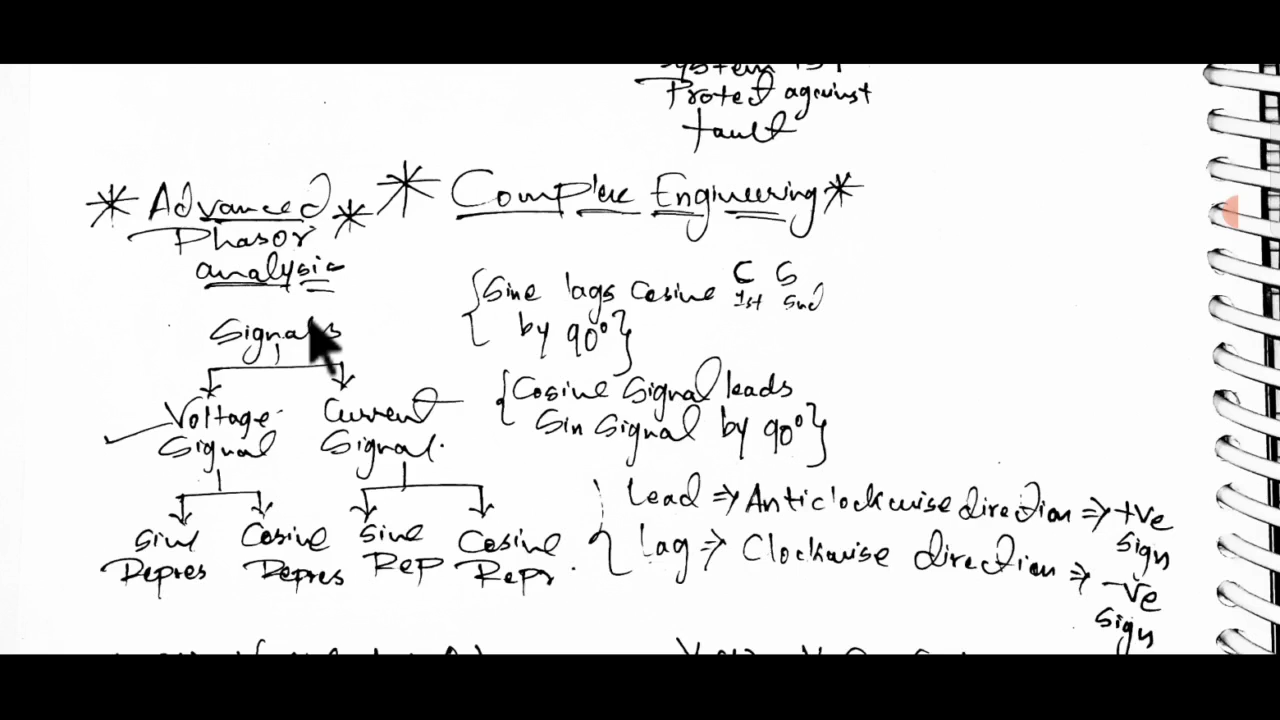 Protect against
fault
* Advanced *
Phasor
analysis
* Complex Engineering *
Signals
Voltage
Signal
Current
Signal.
Sine
Repres
Cosine
Repres
Sine
Rep
Cosine
Repr.
{Sine lags Cosine C S
1st 2nd
by 90°}
{Cosine Signal leads
Sin Signal by 90°}
{ Lead ⇒ Anticlockwise direction ⇒ +ve
Sign
Lag ⇒ Clockwise direction ⇒ -ve
Sign